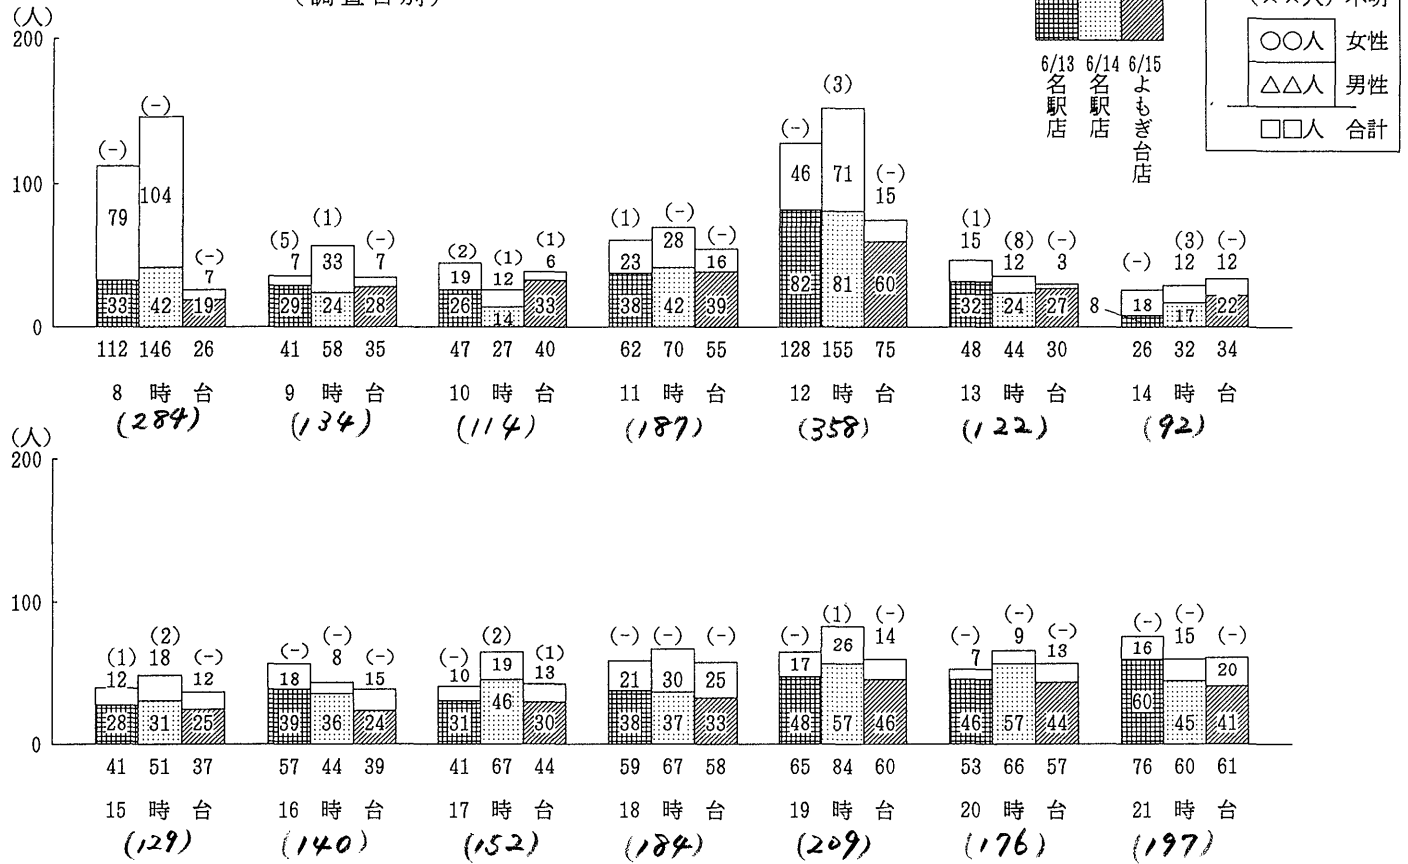 (調査日別)
(人)
200
100
0
6/13 6/14 6/15
名駅店 名駅店 よもぎ台店
(××人) 不明
○○人 女性
△△人 男性
□□人 合計
(-) (-) (-)
79 104 7
33 42 19
112 146 26
8 時 台
(284)
(5) (1) (-)
7 33 7
29 24 28
41 58 35
9 時 台
(134)
(2) (1) (1)
19 12 6
26 14 33
47 27 40
10 時 台
(114)
(1) (-) (-)
23 28 16
38 42 39
62 70 55
11 時 台
(187)
(-) (3) (-)
46 71 15
82 81 60
128 155 75
12 時 台
(358)
(1) (8) (-)
15 12 3
32 24 27
48 44 30
13 時 台
(122)
(-) (3) (-)
18 12 12
8 17 22
26 32 34
14 時 台
(92)
(人)
200
100
0
(1) (2) (-)
12 18 12
28 31 25
41 51 37
15 時 台
(129)
(-) (-) (-)
18 8 15
39 36 24
57 44 39
16 時 台
(140)
(-) (2) (1)
10 19 13
31 46 30
41 67 44
17 時 台
(152)
(-) (-) (-)
21 30 25
38 37 33
59 67 58
18 時 台
(184)
(-) (1) (-)
17 26 14
48 57 46
65 84 60
19 時 台
(209)
(-) (-) (-)
7 9 13
46 57 44
53 66 57
20 時 台
(176)
(-) (-) (-)
16 15 20
60 45 41
76 60 61
21 時 台
(197)